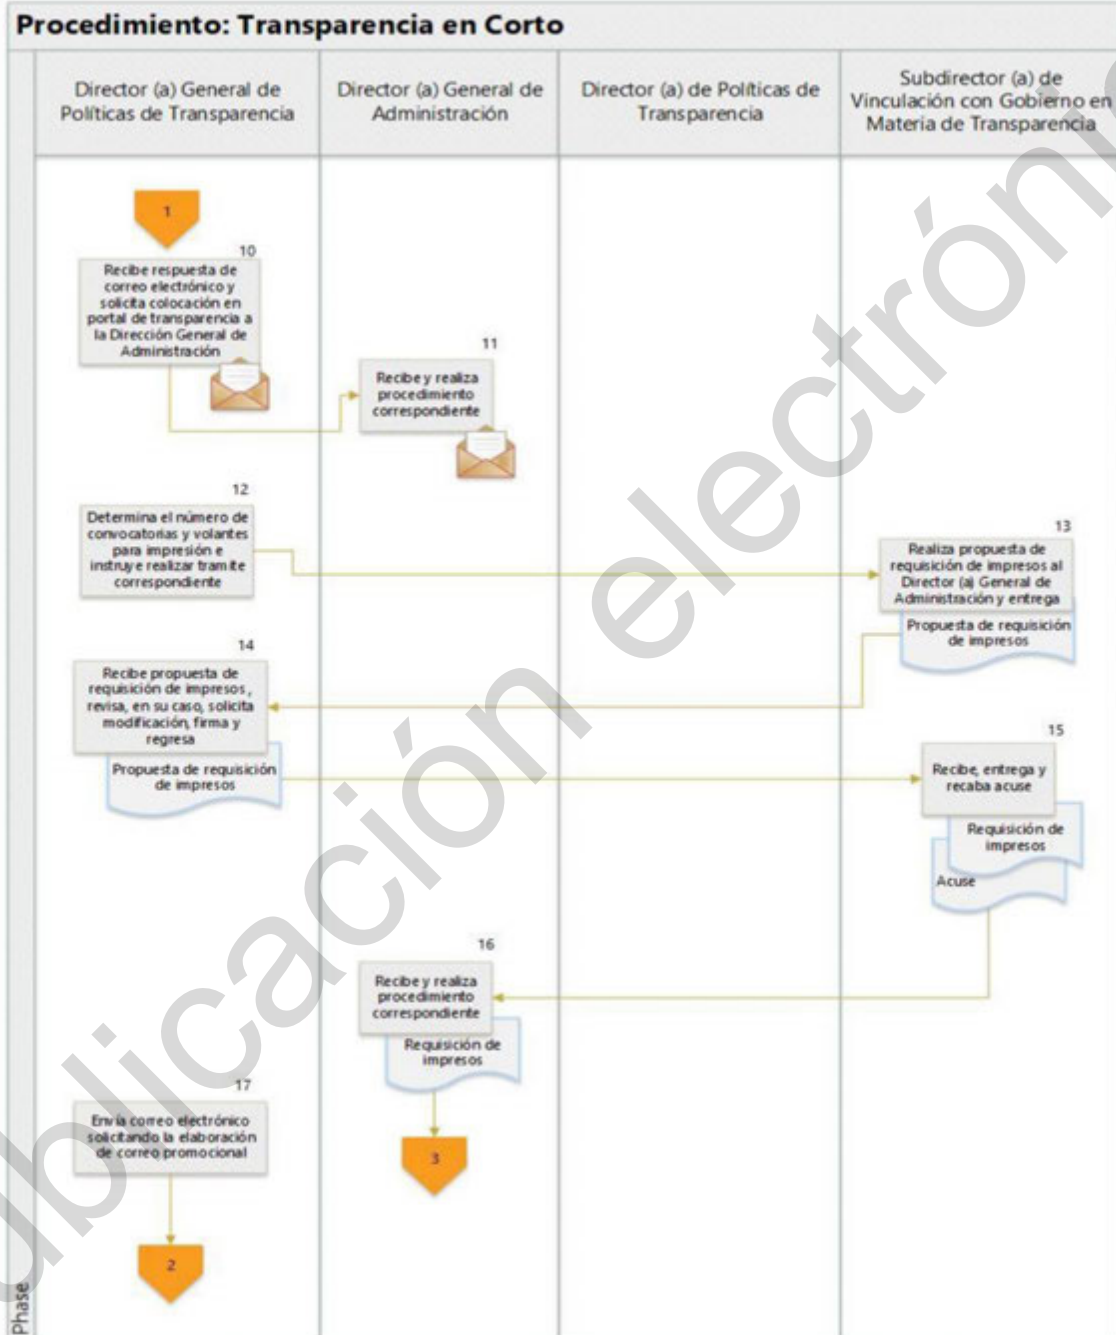 Procedimiento: Transparencia en Corto
Director (a) General de
Políticas de Transparencia
Director (a) General de
Administración
Director (a) de Políticas de
Transparencia
Subdirector (a) de
Vinculación con Gobierno en
Materia de Transparencia
1
10
Recibe respuesta de
correo electrónico y
solicita colocación en
portal de transparencia a
la Dirección General de
Administración
11
Recibe y realiza
procedimiento
correspondiente
12
Determina el número de
convocatorias y volantes
para impresión e
instruye realizar tramite
correspondiente
13
Realiza propuesta de
requisición de impresos al
Director (a) General de
Administración y entrega
Propuesta de requisición
de impresos
14
Recibe propuesta de
requisición de impresos,
revisa, en su caso, solicita
modificación, firma y
regresa
Propuesta de requisición
de impresos
15
Recibe, entrega y
recaba acuse
Requisición de
impresos
Acuse
16
Recibe y realiza
procedimiento
correspondiente
Requisición de
impresos
3
17
Envía correo electrónico
solicitando la elaboración
de correo promocional
2
Phase
ublicación electróni